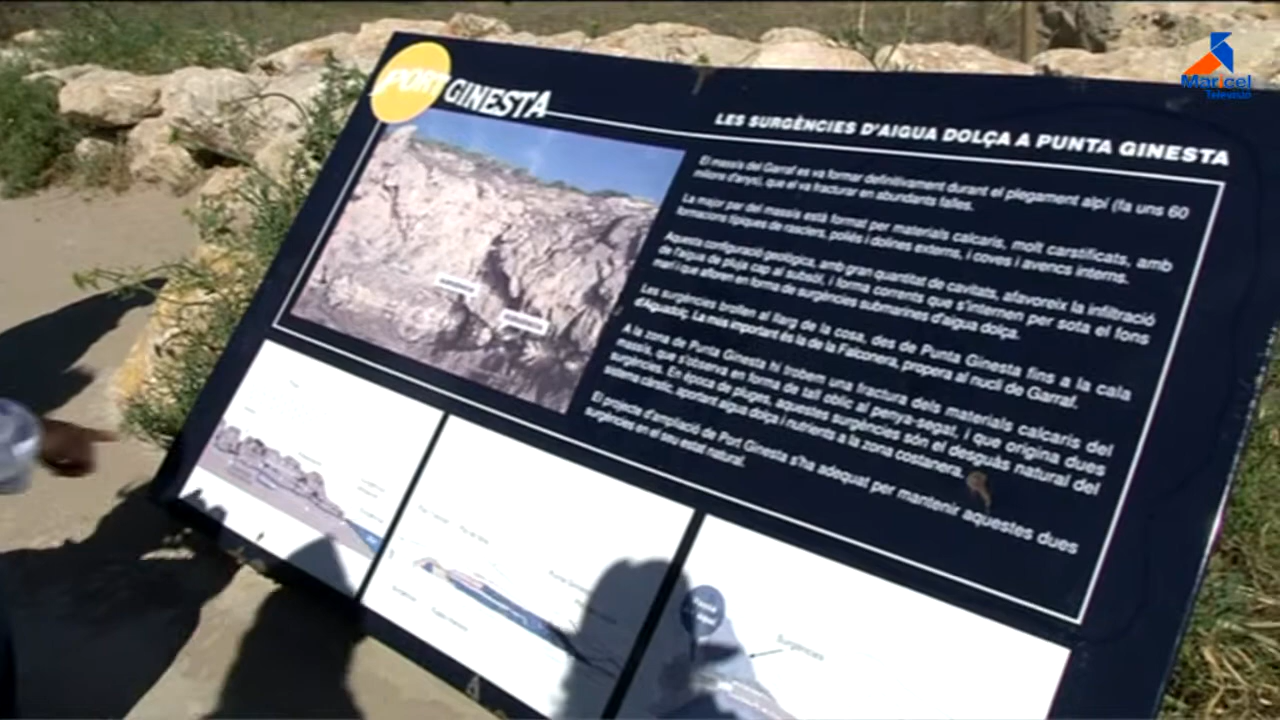 Maricel
Televisió
PORT GINESTA
LES SURGÈNCIES D'AIGUA DOLÇA A PUNTA GINESTA
El massís del Garraf es va formar definitivament durant el plegament alpí (fa uns 60
milions d'anys), que el va fracturar en abundants falles.
La major par del massís està format per materials calcaris, molt carstificats, amb
formacions típiques de rasclers, poliés i dolines externs, i coves i avencs interns.
Aquesta configuració geològica, amb gran quantitat de cavitats, afavoreix la infiltració
de l'aigua de pluja cap al subsòl, i forma corrents que s'internen per sota el fons
marí que afloren en forma de surgències submarines d'aigua dolça.
Les surgències brollen al llarg de la cosa, des de Punta Ginesta fins a la cala
d'Aiguadolç. La més important és la de la Falconera, propera al nucli de Garraf.
A la zona de Punta Ginesta hi trobem una fractura dels materials calcaris del
massís, que s'observa en forma de tall oblic al penya-segat, i que origina dues
surgències. En època de pluges, aquestes surgències són el desguàs natural del
sistema càrstic, aportant aigua dolça i nutrients a la zona costanera.
El projecte d'ampliació de Port Ginesta s'ha adequat per mantenir aquestes dues
surgències en el seu estat natural.
Surgències